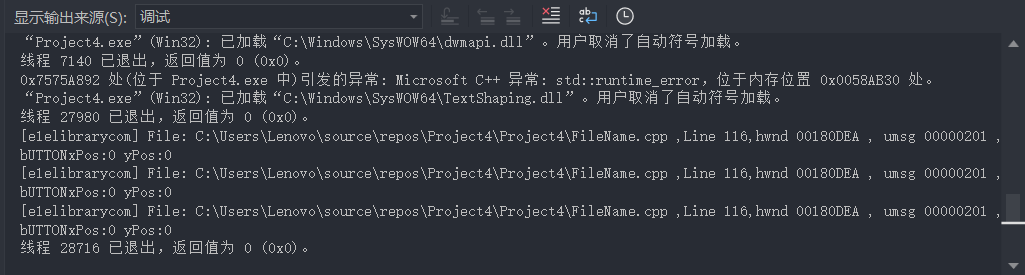 显示输出来源(S): 调试
“Project4.exe”(Win32): 已加载“C:\Windows\SysWOW64\dwmapi.dll”。用户取消了自动符号加载。
线程 7140 已退出，返回值为 0 (0x0)。
0x7575A892 处(位于 Project4.exe 中)引发的异常: Microsoft C++ 异常: std::runtime_error，位于内存位置 0x0058AB30 处。
“Project4.exe”(Win32): 已加载“C:\Windows\SysWOW64\TextShaping.dll”。用户取消了自动符号加载。
线程 27980 已退出，返回值为 0 (0x0)。
[elelibrarycom] File: C:\Users\Lenovo\source\repos\Project4\Project4\FileName.cpp ,Line 116,hwnd 00180DEA , umsg 00000201 ,
bUTTONxPos:0 yPos:0
[elelibrarycom] File: C:\Users\Lenovo\source\repos\Project4\Project4\FileName.cpp ,Line 116,hwnd 00180DEA , umsg 00000201 ,
bUTTONxPos:0 yPos:0
[elelibrarycom] File: C:\Users\Lenovo\source\repos\Project4\Project4\FileName.cpp ,Line 116,hwnd 00180DEA , umsg 00000201 ,
bUTTONxPos:0 yPos:0
线程 28716 已退出，返回值为 0 (0x0)。